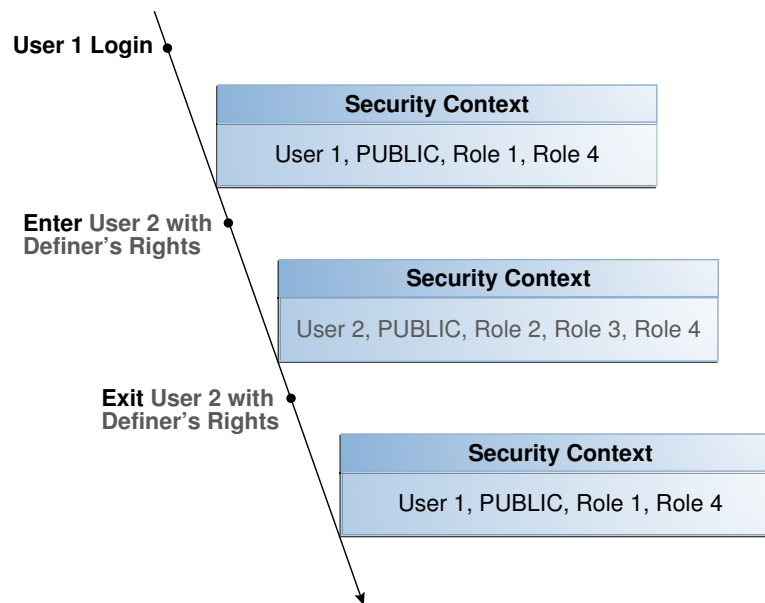 User 1 Login
Security Context
User 1, PUBLIC, Role 1, Role 4
Enter User 2 with
Definer's Rights
Security Context
User 2, PUBLIC, Role 2, Role 3, Role 4
Exit User 2 with
Definer's Rights
Security Context
User 1, PUBLIC, Role 1, Role 4